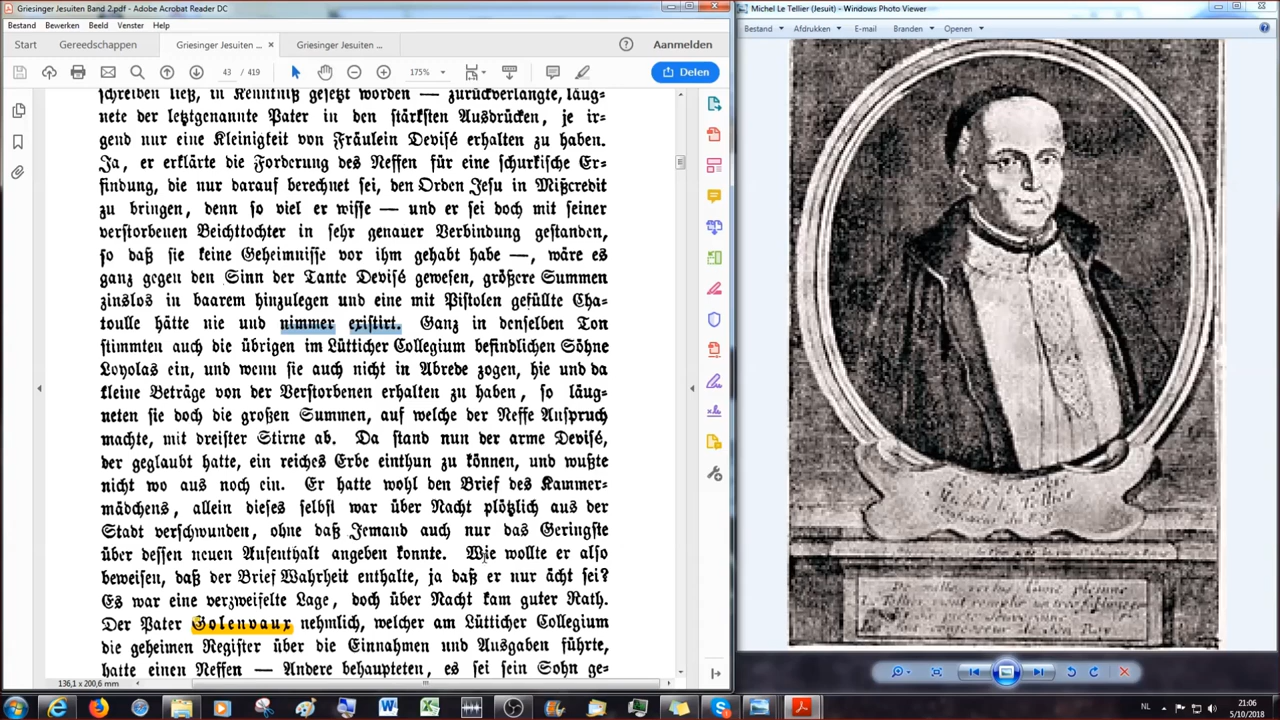 Griesinger Jesuiten Band 2.pdf - Adobe Acrobat Reader DC
Bestand Bewerken Beeld Venster Help
Start Gereedschappen Griesinger Jesuiten ... × Griesinger Jesuiten ... Aanmelden
43 / 419 175% Delen
schreiben ließ, in Kenntniß gesetzt worden — zurückverlangte, läug-
nete der letztgenannte Pater in den stärksten Ausdrücken, je ir-
gend nur eine Kleinigkeit von Fräulein Devisé erhalten zu haben.
Ja, er erklärte die Forderung des Neffen für eine schurkische Er-
findung, die nur darauf berechnet sei, den Orden Jesu in Mißcredit
zu bringen, denn so viel er wisse — und er sei doch mit seiner
verstorbenen Beichttochter in sehr genauer Verbindung gestanden,
so daß sie keine Geheimnisse vor ihm gehabt habe —, wäre es
ganz gegen den Sinn der Tante Devisé gewesen, größere Summen
zinslos in baarem hinzulegen und eine mit Pistolen gefüllte Cha-
toulle hätte nie und nimmer existirt. Ganz in denselben Ton
stimmten auch die übrigen im Lütticher Collegium befindlichen Söhne
Loyolas ein, und wenn sie auch nicht in Abrede zogen, hie und da
kleine Beträge von der Verstorbenen erhalten zu haben, so läug-
neten sie doch die großen Summen, auf welche der Neffe Anspruch
machte, mit dreister Stirne ab. Da stand nun der arme Devisé,
der geglaubt hatte, ein reiches Erbe einthun zu können, und wußte
nicht wo aus noch ein. Er hatte wohl den Brief des Kammer-
mädchens, allein dieses selbst war über Nacht plötzlich aus der
Stadt verschwunden, ohne daß Jemand auch nur das Geringste
über dessen neuen Aufenthalt angeben konnte. Wie wollte er also
beweisen, daß der Brief Wahrheit enthalte, ja daß er nur ächt sei?
Es war eine verzweifelte Lage, doch über Nacht kam guter Rath.
Der Pater Golenvaux nehmlich, welcher am Lütticher Collegium
die geheimen Register über die Einnahmen und Ausgaben führte,
hatte einen Neffen — Andere behaupteten, es sei sein Sohn ge-
136,1 x 200,6 mm
Michel Le Tellier (Jesuit) - Windows Photo Viewer
Bestand Afdrukken E-mail Branden Openen
NL 21:06
5/10/2018